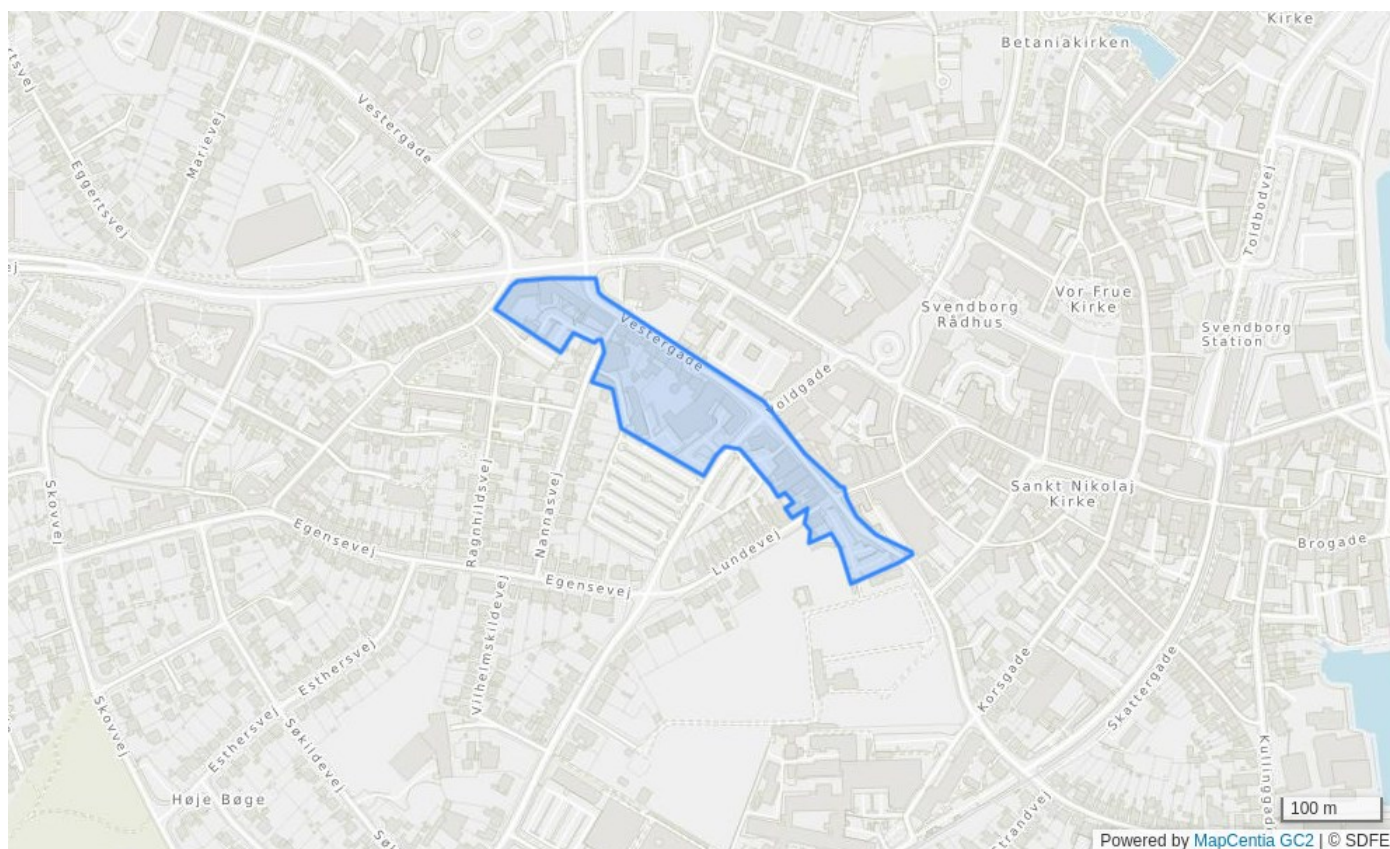 Kirke
Betaniakirken
Vestergade
Marievej
Eggertsvej
Toldbodvej
Vor Frue
Kirke
Svendborg
Rådhus
Svendborg
Station
Vestergade
Sankt Nikolaj
Kirke
Skovvej
Ragnhildsvej
Nannasvej
Egensevej
Lundevej
Egensevej
Brogade
Vilhelmskildevej
Esthersvej
Korsgade
Skattergade
Skovvej
Esthersvej
Søkildevej
Høje Bøge
100 m
Powered by MapCentia GC2 | © SDFE